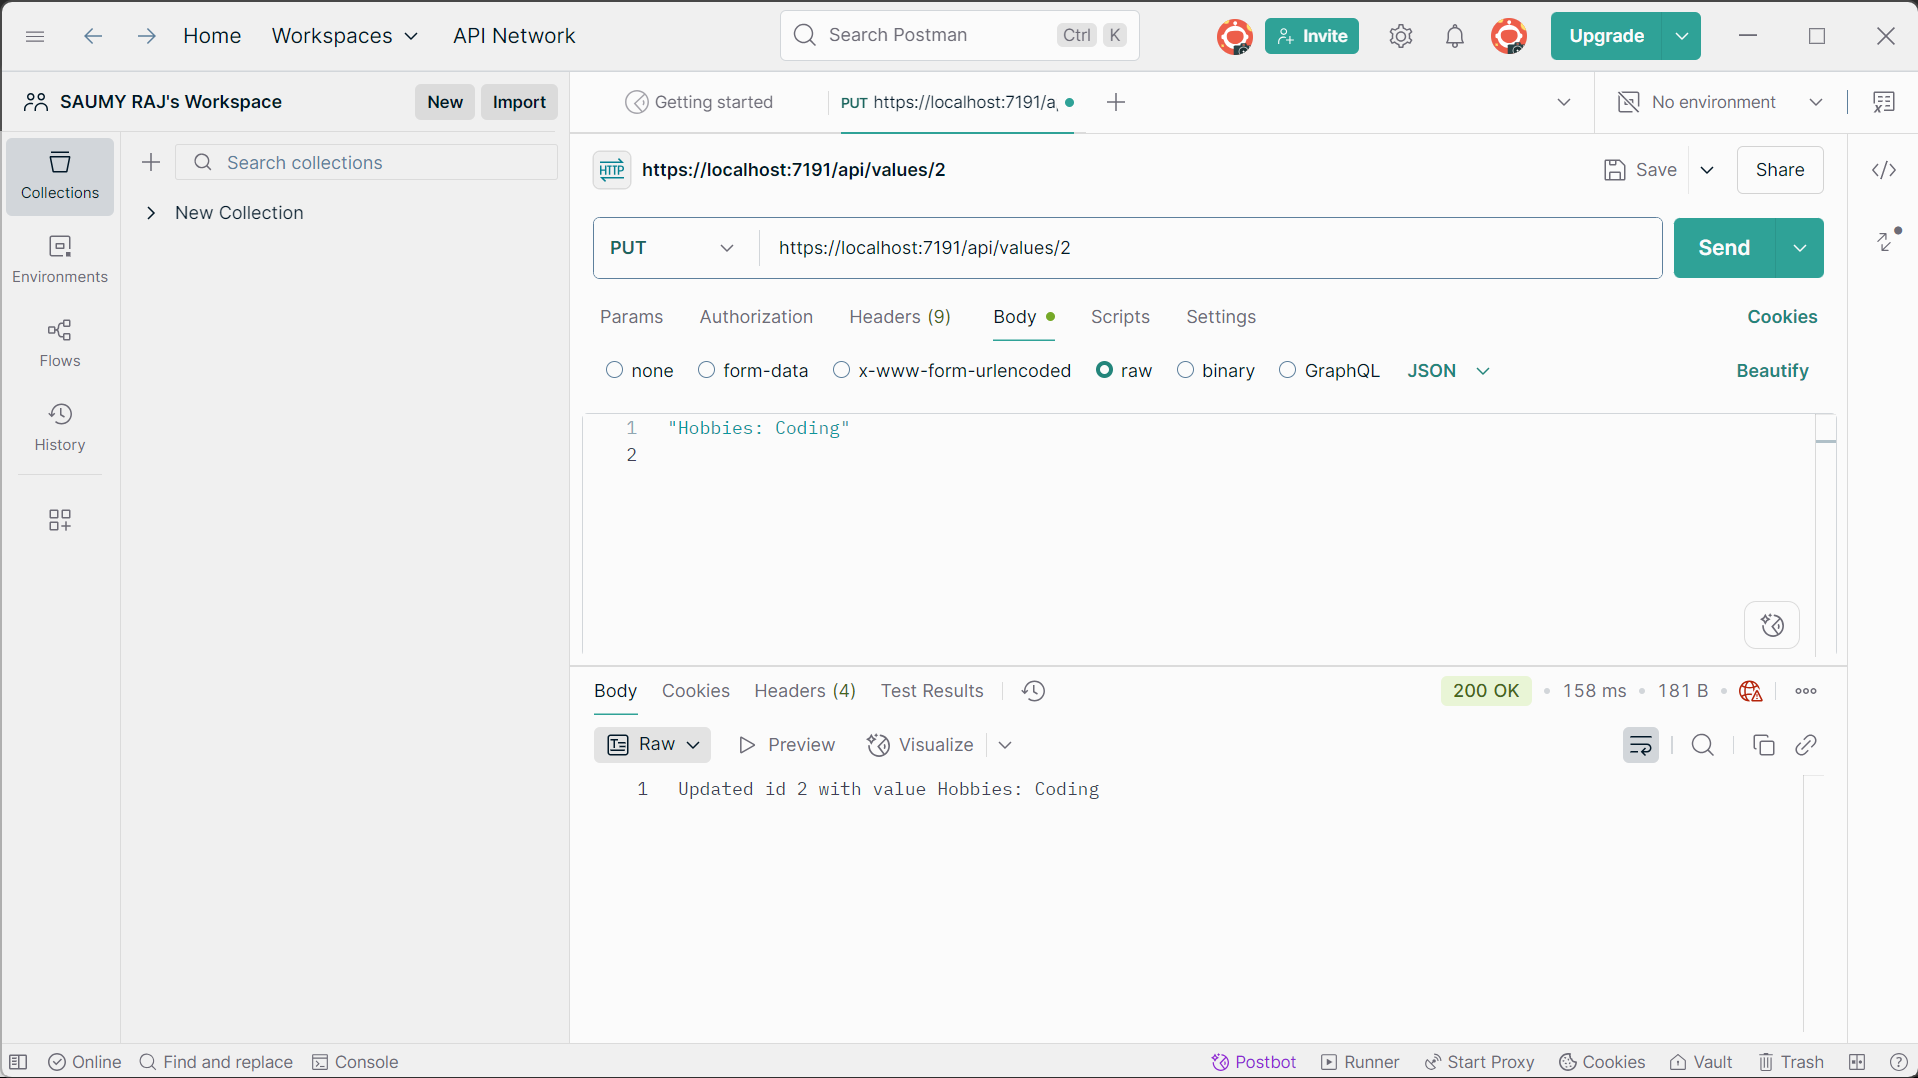 Home Workspaces API Network Search Postman Ctrl K Invite Upgrade
SAUMY RAJ's Workspace New Import Getting started PUT https://localhost:7191/a No environment
Collections
Search collections
New Collection
Environments
Flows
History
HTTP https://localhost:7191/api/values/2 Save Share
PUT https://localhost:7191/api/values/2 Send
Params Authorization Headers (9) Body Scripts Settings Cookies
none form-data x-www-form-urlencoded raw binary GraphQL JSON Beautify
1 "Hobbies: Coding"
2
Body Cookies Headers (4) Test Results 200 OK 158 ms 181 B
Raw Preview Visualize
1 Updated id 2 with value Hobbies: Coding
Online Find and replace Console Postbot Runner Start Proxy Cookies Vault Trash